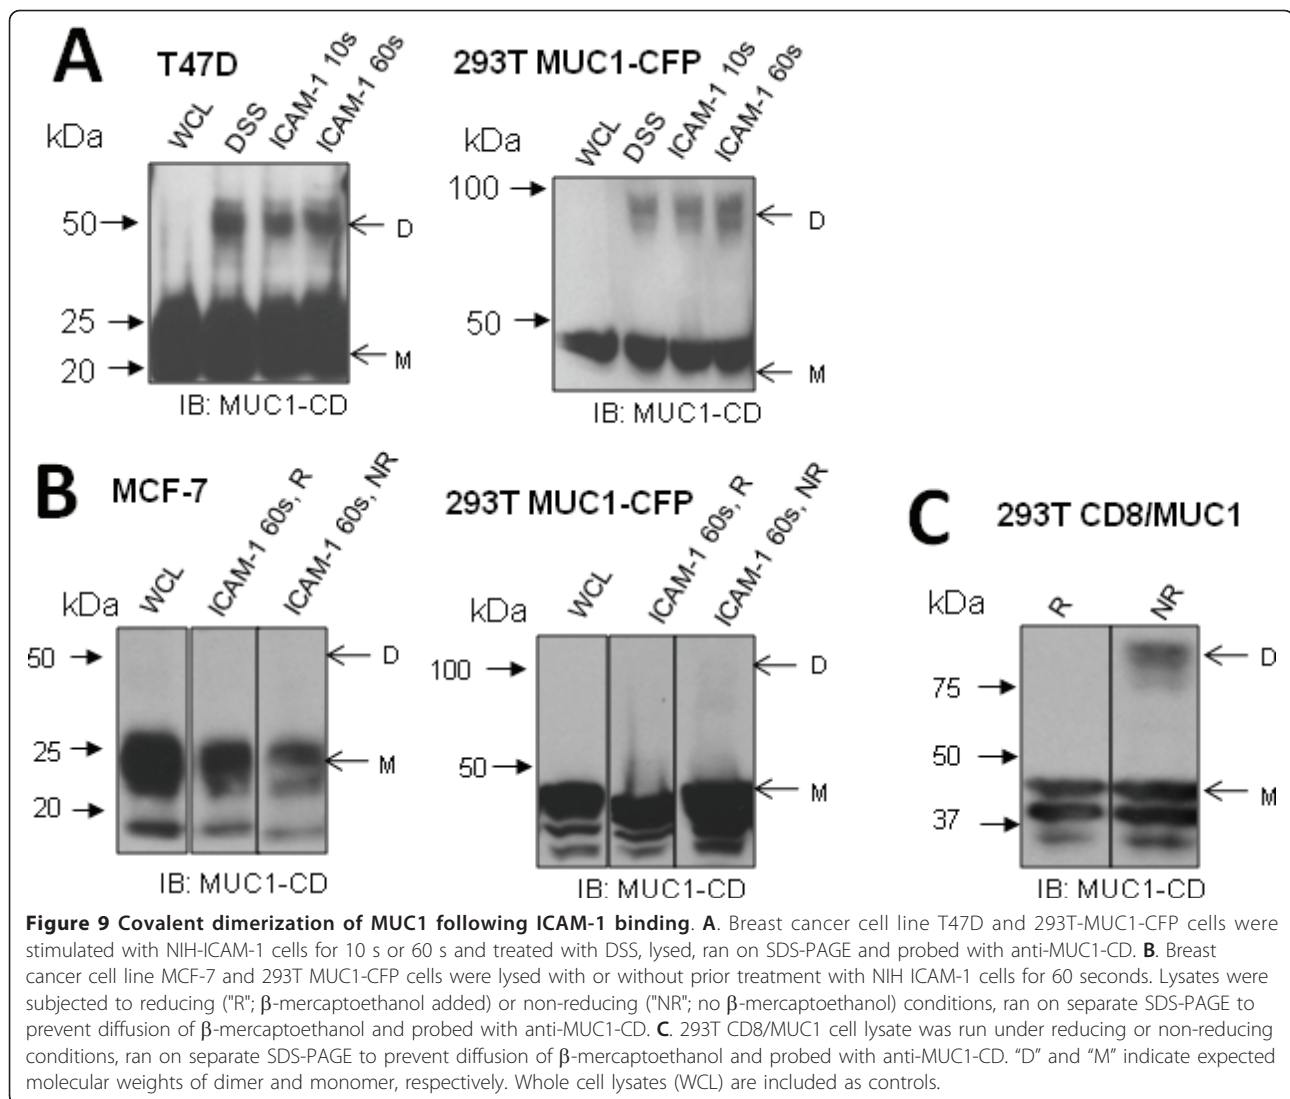 A
T47D
WCL
DSS
ICAM-1 10s
ICAM-1 60s
kDa
50
25
20
D
M
IB: MUC1-CD
293T MUC1-CFP
WCL
DSS
ICAM-1 10s
ICAM-1 60s
kDa
100
50
D
M
IB: MUC1-CD
B
MCF-7
WCL
ICAM-1 60s, R
ICAM-1 60s, NR
kDa
50
25
20
D
M
IB: MUC1-CD
293T MUC1-CFP
WCL
ICAM-1 60s, R
ICAM-1 60s, NR
kDa
100
50
D
M
IB: MUC1-CD
C
293T CD8/MUC1
R
NR
kDa
75
50
37
D
M
IB: MUC1-CD
Figure 9 Covalent dimerization of MUC1 following ICAM-1 binding. A. Breast cancer cell line T47D and 293T-MUC1-CFP cells were
stimulated with NIH-ICAM-1 cells for 10 s or 60 s and treated with DSS, lysed, ran on SDS-PAGE and probed with anti-MUC1-CD. B. Breast
cancer cell line MCF-7 and 293T MUC1-CFP cells were lysed with or without prior treatment with NIH ICAM-1 cells for 60 seconds. Lysates were
subjected to reducing ("R"; β-mercaptoethanol added) or non-reducing ("NR"; no β-mercaptoethanol) conditions, ran on separate SDS-PAGE to
prevent diffusion of β-mercaptoethanol and probed with anti-MUC1-CD. C. 293T CD8/MUC1 cell lysate was run under reducing or non-reducing
conditions, ran on separate SDS-PAGE to prevent diffusion of β-mercaptoethanol and probed with anti-MUC1-CD. “D” and “M” indicate expected
molecular weights of dimer and monomer, respectively. Whole cell lysates (WCL) are included as controls.